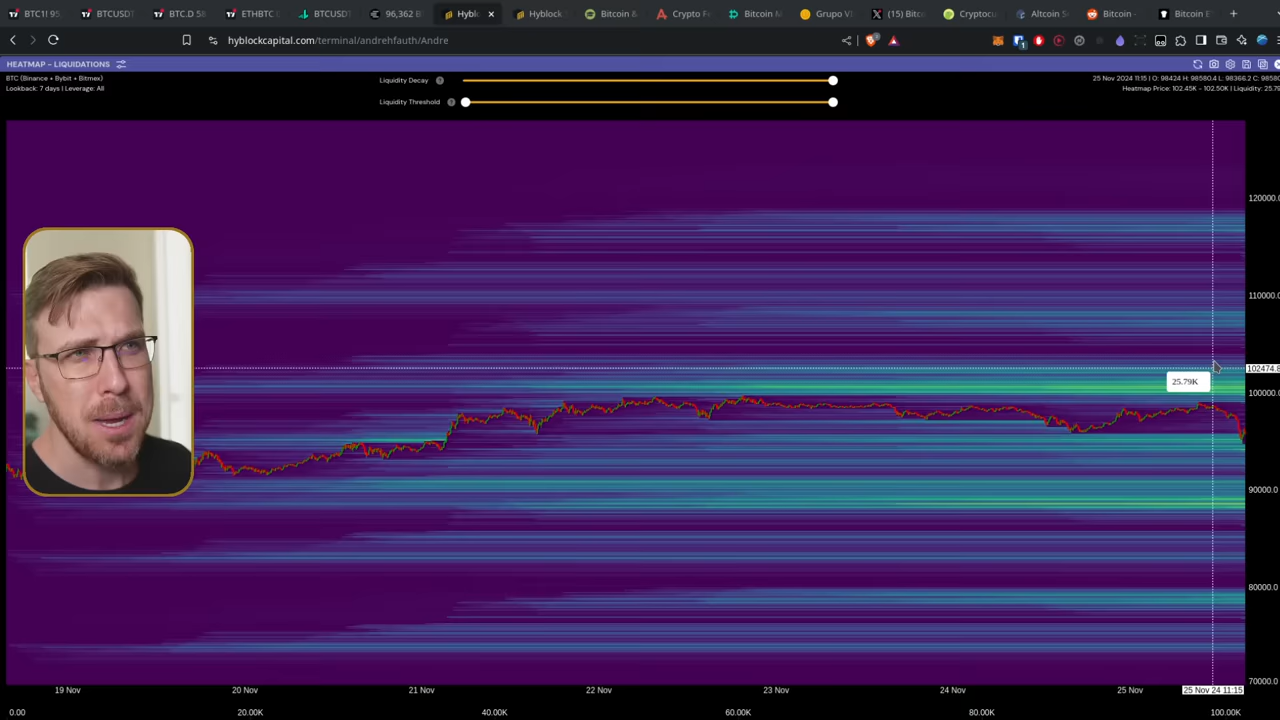 BTC1! 95,
BTCUSDT
BTC.D 58
ETHBTC
BTCUSDT
96,362 B
Hyblo
Hyblock
Bitcoin &
Crypto Fe
Bitcoin M
Grupo VI
(15) Bitc
Cryptocu
Altcoin S
Bitcoin -
Bitcoin E
hyblockcapital.com/terminal/andrehfauth/Andre
HEATMAP – LIQUIDATIONS
BTC (Binance + Bybit + Bitmex)
Lookback: 7 days | Leverage: All
Liquidity Decay
Liquidity Threshold
25 Nov 2024 11:15 | O: 98424 H: 98580.4 L: 98366.2 C: 98580
Heatmap Price: 102.45K - 102.50K | Liquidity: 25.79
120000.0
110000.0
102474.8
25.79K
100000.0
90000.0
80000.0
70000.0
19 Nov
20 Nov
21 Nov
22 Nov
23 Nov
24 Nov
25 Nov
25 Nov 24 11:15
0.00
20.00K
40.00K
60.00K
80.00K
100.00K